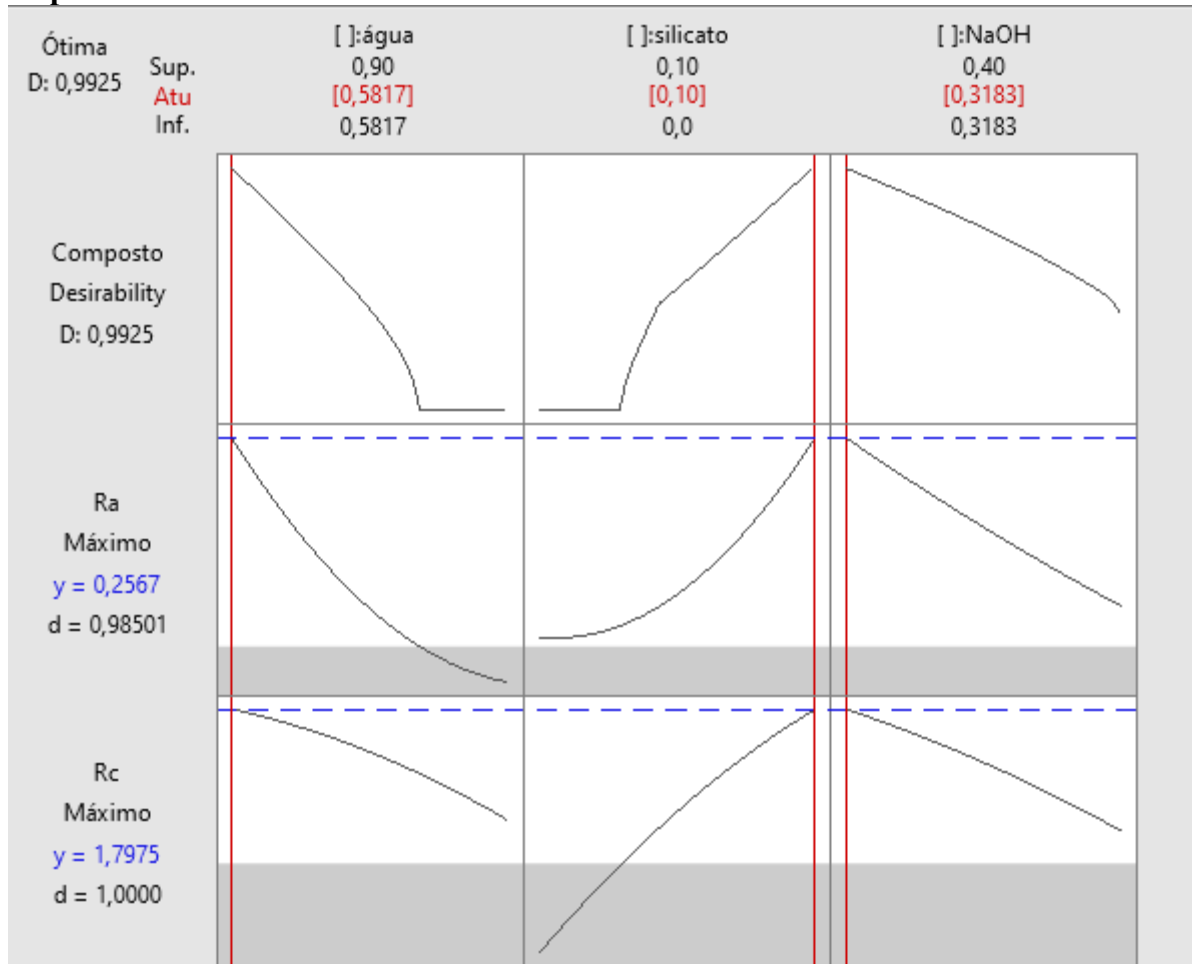 Ótima
D: 0,9925
[ ]:água [ ]:silicato [ ]:NaOH
Sup. 0,90 0,10 0,40
Atu [0,5817] [0,10] [0,3183]
Inf. 0,5817 0,0 0,3183
Composto
Desirability
D: 0,9925
Ra
Máximo
y = 0,2567
d = 0,98501
Rc
Máximo
y = 1,7975
d = 1,0000